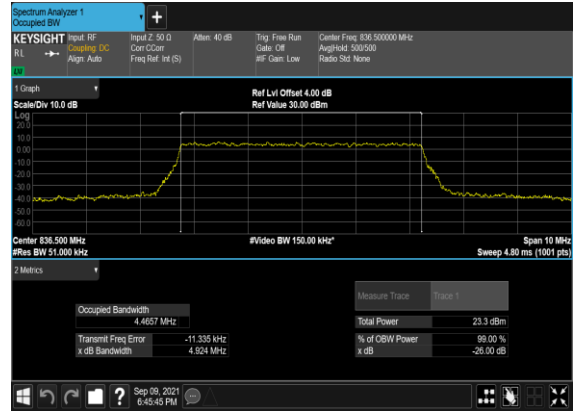 Spectrum Analyzer 1
Occupied BW
+
KEYSIGHT Input: RF Input Z: 50 Ω Atten: 40 dB Trig: Free Run Center Freq: 836.500000 MHz
RL Coupling: DC Corr CCorr Gate: Off Avg|Hold: 500/500
Align: Auto Freq Ref: Int (S) #IF Gain: Low Radio Std: None
LW
1 Graph
Ref Lvl Offset 4.00 dB
Scale/Div 10.0 dB Ref Value 30.00 dBm
Log
20.0
10.0
0.00
-10.0
-20.0
-30.0
-40.0
-50.0
-60.0
Center 836.500 MHz #Video BW 150.00 kHz* Span 10 MHz
#Res BW 51.000 kHz Sweep 4.80 ms (1001 pts)
2 Metrics
Measure Trace Trace 1
Occupied Bandwidth
4.4657 MHz Total Power 23.3 dBm
Transmit Freq Error -11.335 kHz % of OBW Power 99.00 %
x dB Bandwidth 4.924 MHz x dB -26.00 dB
? Sep 09, 2021
6:45:45 PM